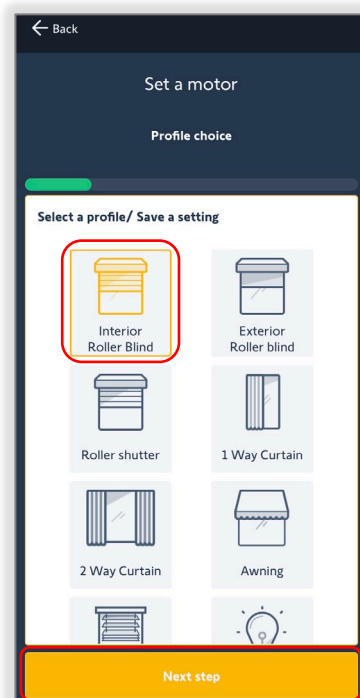 Back
Set a motor
Profile choice
Select a profile/ Save a setting
Interior
Roller Blind
Exterior
Roller blind
Roller shutter
1 Way Curtain
2 Way Curtain
Awning
Next step